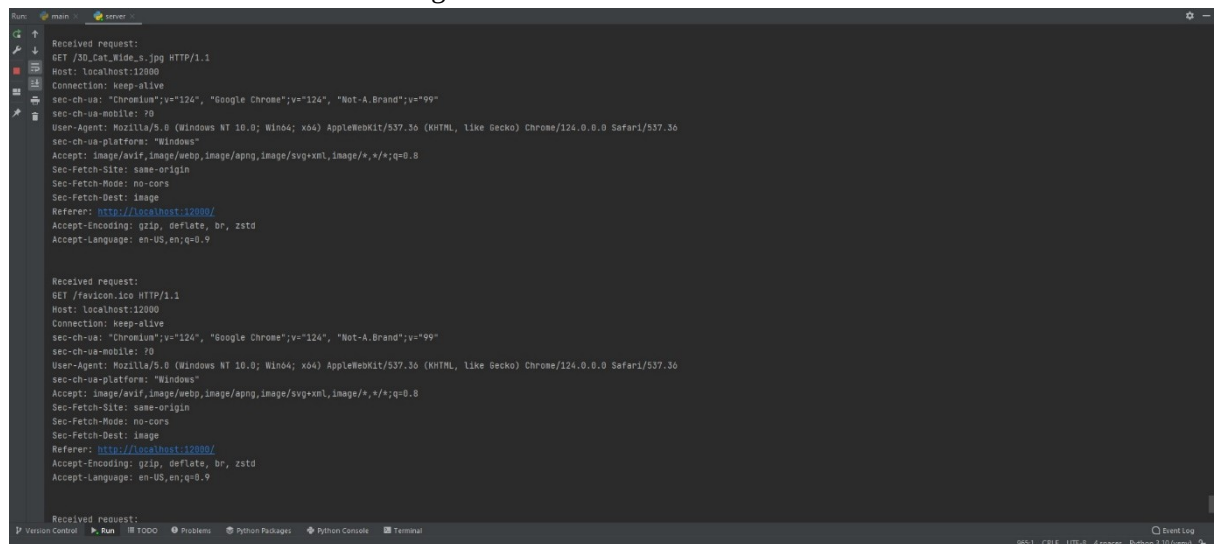 Run: main × server ×
Received request:
GET /3D_Cat_Wide_s.jpg HTTP/1.1
Host: localhost:12000
Connection: keep-alive
sec-ch-ua: "Chromium";v="124", "Google Chrome";v="124", "Not-A.Brand";v="99"
sec-ch-ua-mobile: ?0
User-Agent: Mozilla/5.0 (Windows NT 10.0; Win64; x64) AppleWebKit/537.36 (KHTML, like Gecko) Chrome/124.0.0.0 Safari/537.36
sec-ch-ua-platform: "Windows"
Accept: image/avif,image/webp,image/apng,image/svg+xml,image/*,*/*;q=0.8
Sec-Fetch-Site: same-origin
Sec-Fetch-Mode: no-cors
Sec-Fetch-Dest: image
Referer: http://localhost:12000/
Accept-Encoding: gzip, deflate, br, zstd
Accept-Language: en-US,en;q=0.9
Received request:
GET /favicon.ico HTTP/1.1
Host: localhost:12000
Connection: keep-alive
sec-ch-ua: "Chromium";v="124", "Google Chrome";v="124", "Not-A.Brand";v="99"
sec-ch-ua-mobile: ?0
User-Agent: Mozilla/5.0 (Windows NT 10.0; Win64; x64) AppleWebKit/537.36 (KHTML, like Gecko) Chrome/124.0.0.0 Safari/537.36
sec-ch-ua-platform: "Windows"
Accept: image/avif,image/webp,image/apng,image/svg+xml,image/*,*/*;q=0.8
Sec-Fetch-Site: same-origin
Sec-Fetch-Mode: no-cors
Sec-Fetch-Dest: image
Referer: http://localhost:12000/
Accept-Encoding: gzip, deflate, br, zstd
Accept-Language: en-US,en;q=0.9
Received request:
Version Control Run TODO Problems Python Packages Python Console Terminal Event Log
965:1 CRLF UTF-8 4 spaces Python 3.10 (venv)